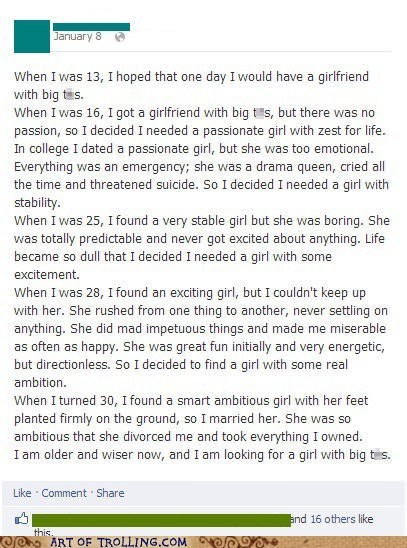 January 8
When I was 13, I hoped that one day I would have a girlfriend
with big t s.
When I was 16, I got a girlfriend with big t s, but there was no
passion, so I decided I needed a passionate girl with zest for life.
In college I dated a passionate girl, but she was too emotional.
Everything was an emergency; she was a drama queen, cried all
the time and threatened suicide. So I decided I needed a girl with
stability.
When I was 25, I found a very stable girl but she was boring. She
was totally predictable and never got excited about anything. Life
became so dull that I decided I needed a girl with some
excitement.
When I was 28, I found an exciting girl, but I couldn't keep up
with her. She rushed from one thing to another, never settling on
anything. She did mad impetuous things and made me miserable
as often as happy. She was great fun initially and very energetic,
but directionless. So I decided to find a girl with some real
ambition.
When I turned 30, I found a smart ambitious girl with her feet
planted firmly on the ground, so I married her. She was so
ambitious that she divorced me and took everything I owned.
I am older and wiser now, and I am looking for a girl with big t s.
Like · Comment · Share
and 16 others like
this.
ART OF TROLLING.COM